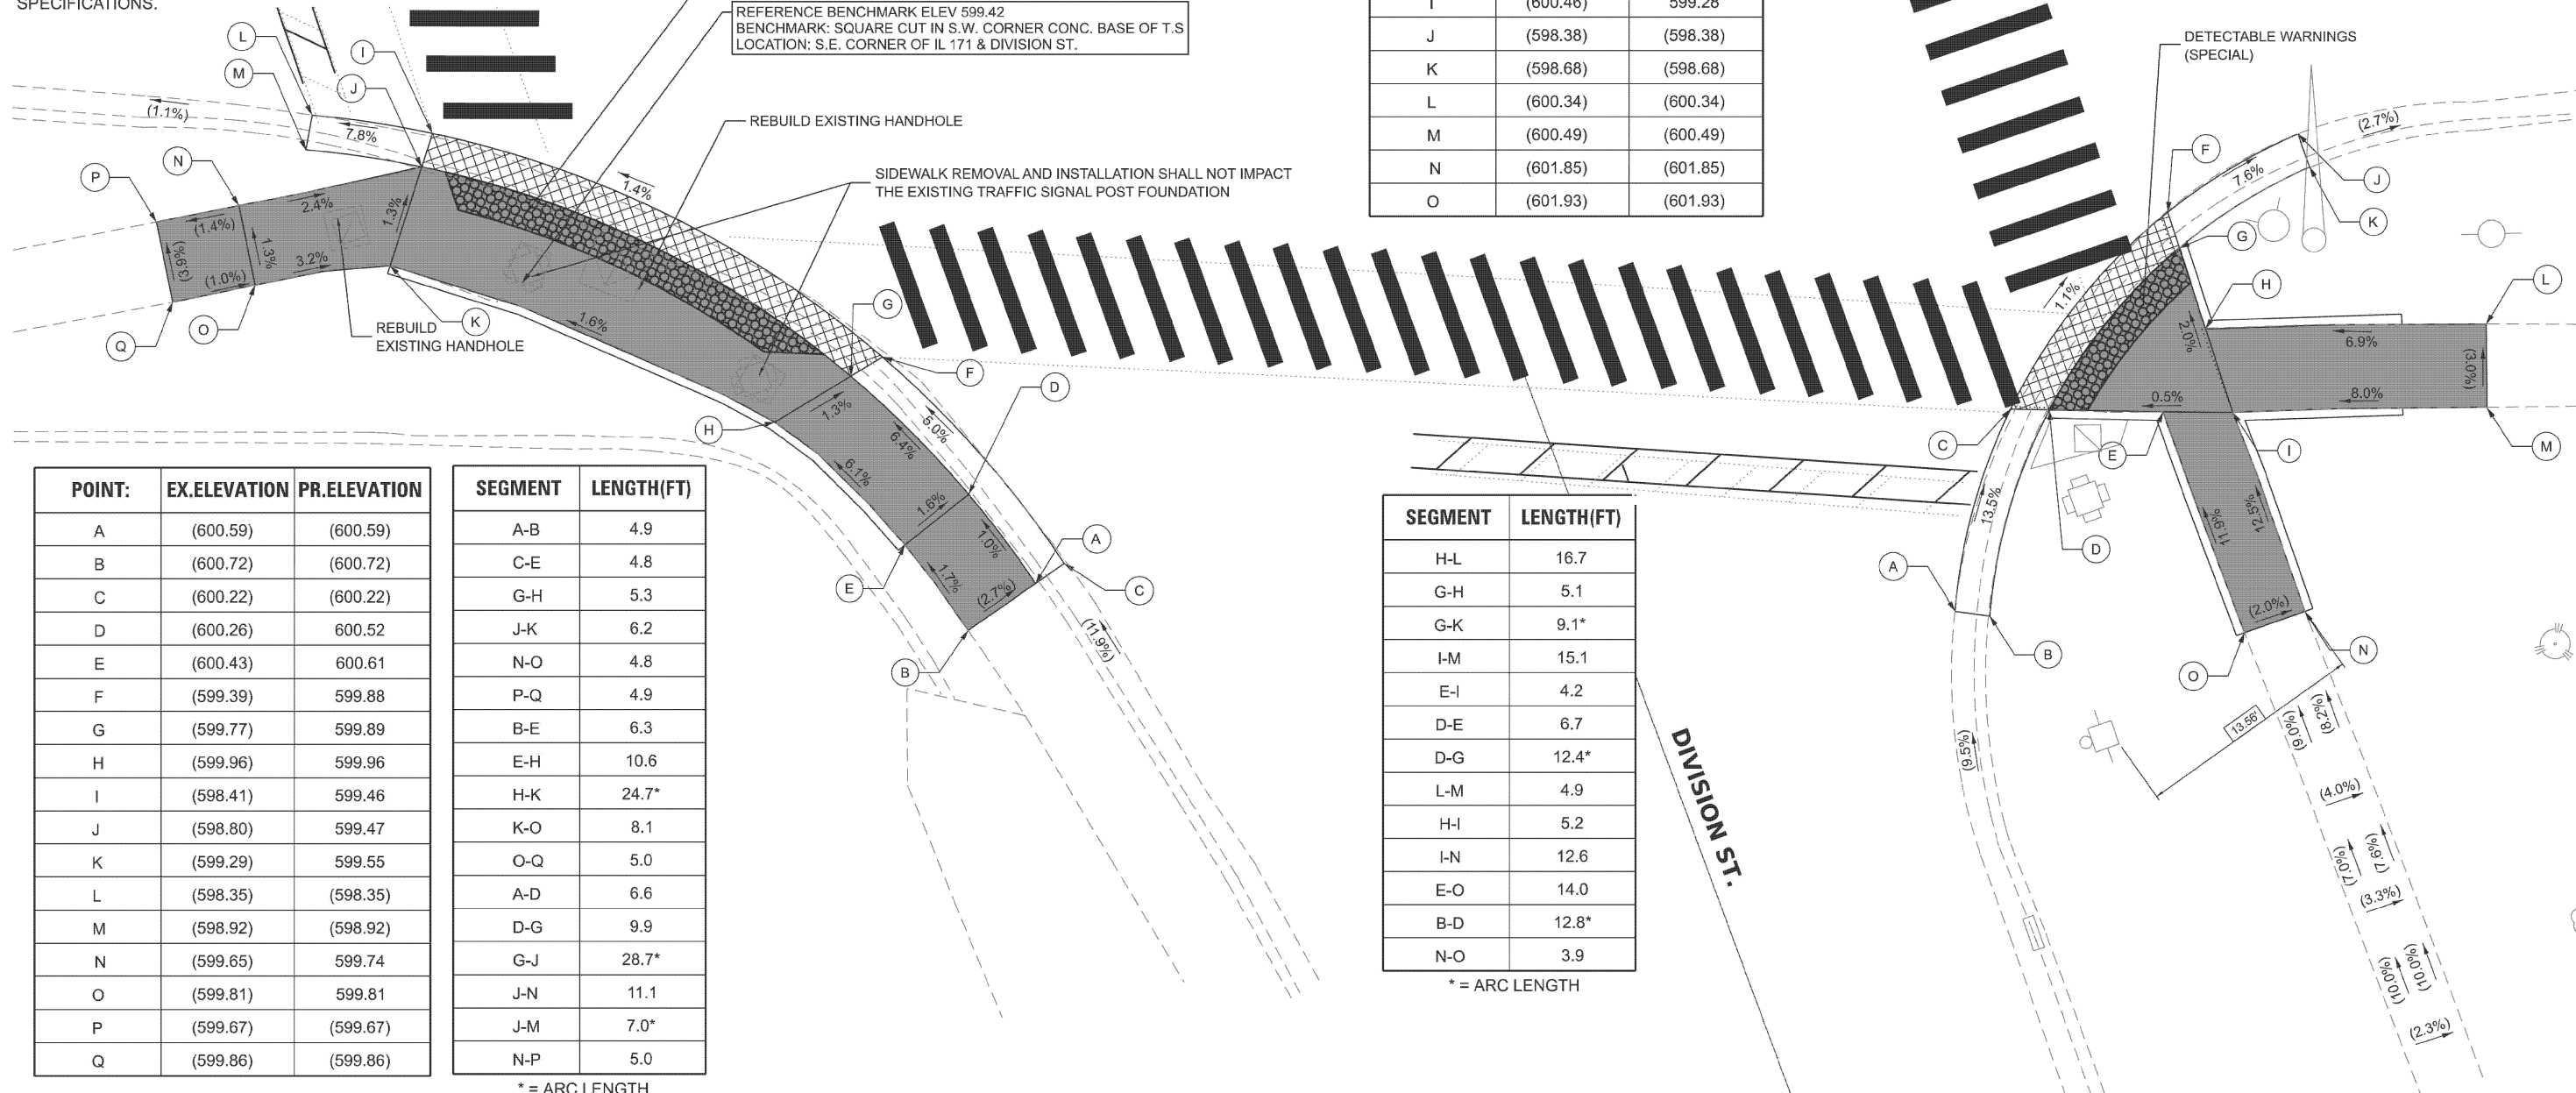 SPECIFICATIONS.
REFERENCE BENCHMARK ELEV 599.42
BENCHMARK: SQUARE CUT IN S.W. CORNER CONC. BASE OF T.S
LOCATION: S.E. CORNER OF IL 171 & DIVISION ST.
REBUILD EXISTING HANDHOLE
SIDEWALK REMOVAL AND INSTALLATION SHALL NOT IMPACT
THE EXISTING TRAFFIC SIGNAL POST FOUNDATION
REBUILD
EXISTING HANDHOLE
L
M
I
J
N
P
Q
O
K
G
F
D
H
E
A
C
B
(1.1%)
7.8%
1.4%
2.4%
(1.4%)
1.3%
(3.9%)
1.3%
(1.0%)
3.2%
1.6%
1.3%
5.0%
6.4%
6.1%
1.6%
1.0%
1.7%
(2.7%)
(11.9%)
POINT: EX.ELEVATION PR.ELEVATION
A (600.59) (600.59)
B (600.72) (600.72)
C (600.22) (600.22)
D (600.26) 600.52
E (600.43) 600.61
F (599.39) 599.88
G (599.77) 599.89
H (599.96) 599.96
I (598.41) 599.46
J (598.80) 599.47
K (599.29) 599.55
L (598.35) (598.35)
M (598.92) (598.92)
N (599.65) 599.74
O (599.81) 599.81
P (599.67) (599.67)
Q (599.86) (599.86)
SEGMENT LENGTH(FT)
A-B 4.9
C-E 4.8
G-H 5.3
J-K 6.2
N-O 4.8
P-Q 4.9
B-E 6.3
E-H 10.6
H-K 24.7*
K-O 8.1
O-Q 5.0
A-D 6.6
D-G 9.9
G-J 28.7*
J-N 11.1
J-M 7.0*
N-P 5.0
* = ARC LENGTH
I (600.46) 599.28
J (598.38) (598.38)
K (598.68) (598.68)
L (600.34) (600.34)
M (600.49) (600.49)
N (601.85) (601.85)
O (601.93) (601.93)
SEGMENT LENGTH(FT)
H-L 16.7
G-H 5.1
G-K 9.1*
I-M 15.1
E-I 4.2
D-E 6.7
D-G 12.4*
L-M 4.9
H-I 5.2
I-N 12.6
E-O 14.0
B-D 12.8*
N-O 3.9
* = ARC LENGTH
DIVISION ST.
DETECTABLE WARNINGS
(SPECIAL)
F
J
K
G
H
L
M
I
E
C
D
A
B
O
N
(2.7%)
7.6%
1.1%
2.0%
6.9%
(3.0%)
0.5%
8.0%
13.5%
11.9%
12.5%
(2.0%)
13.56'
(9.5%)
(9.0%)
(8.2%)
(4.0%)
(7.0%)
(7.6%)
(3.3%)
(10.0%)
(10.0%)
(2.3%)